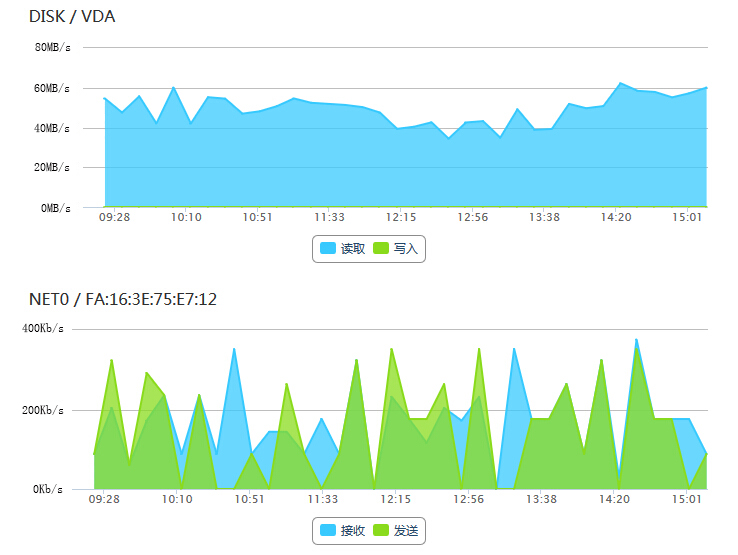 DISK / VDA
80MB/s
60MB/s
40MB/s
20MB/s
0MB/s
09:28 10:10 10:51 11:33 12:15 12:56 13:38 14:20 15:01
读取 写入
NET0 / FA:16:3E:75:E7:12
400Kb/s
200Kb/s
0Kb/s
09:28 10:10 10:51 11:33 12:15 12:56 13:38 14:20 15:01
接收 发送